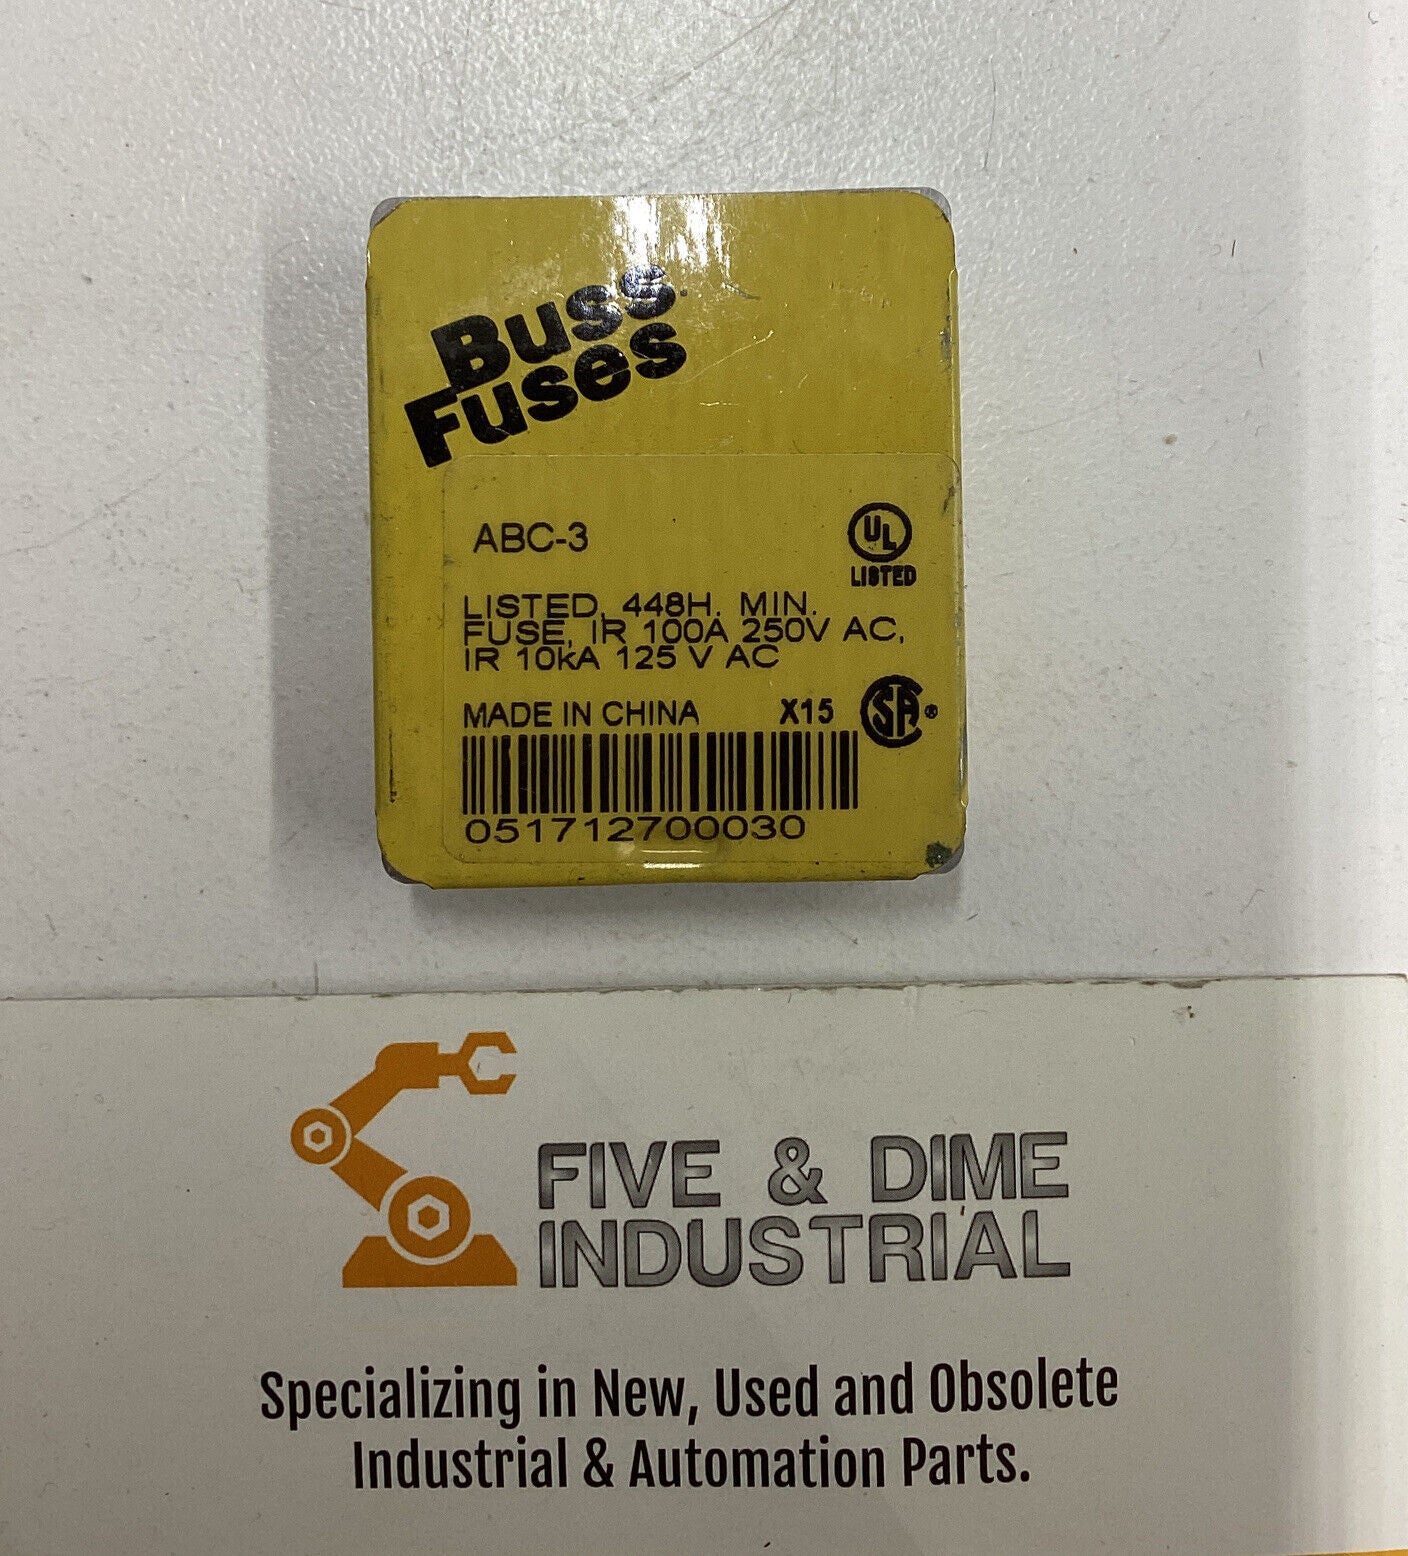 Buss
Fuses
ABC-3
UL
LISTED
LISTED, 448H. MIN.
FUSE, IR 100A 250V AC,
IR 10kA 125 V AC
MADE IN CHINA X15
SA®
051712700030
FIVE & DIME
INDUSTRIAL
Specializing in New, Used and Obsolete
Industrial & Automation Parts.